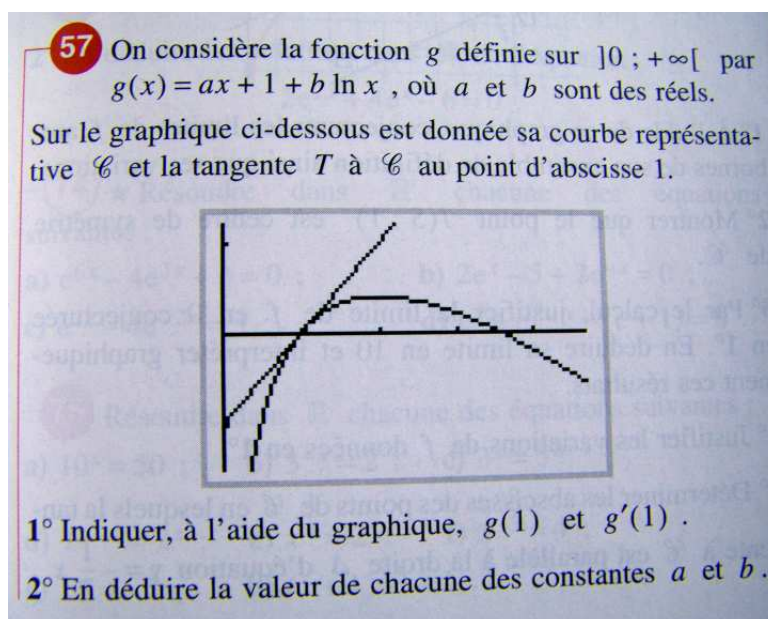 57 On considère la fonction g définie sur ]0 ; +∞[ par
g(x) = ax + 1 + b ln x , où a et b sont des réels.
Sur le graphique ci-dessous est donnée sa courbe représenta-
tive 𝒞 et la tangente T à 𝒞 au point d'abscisse 1.
1° Indiquer, à l'aide du graphique, g(1) et g′(1) .
2° En déduire la valeur de chacune des constantes a et b .